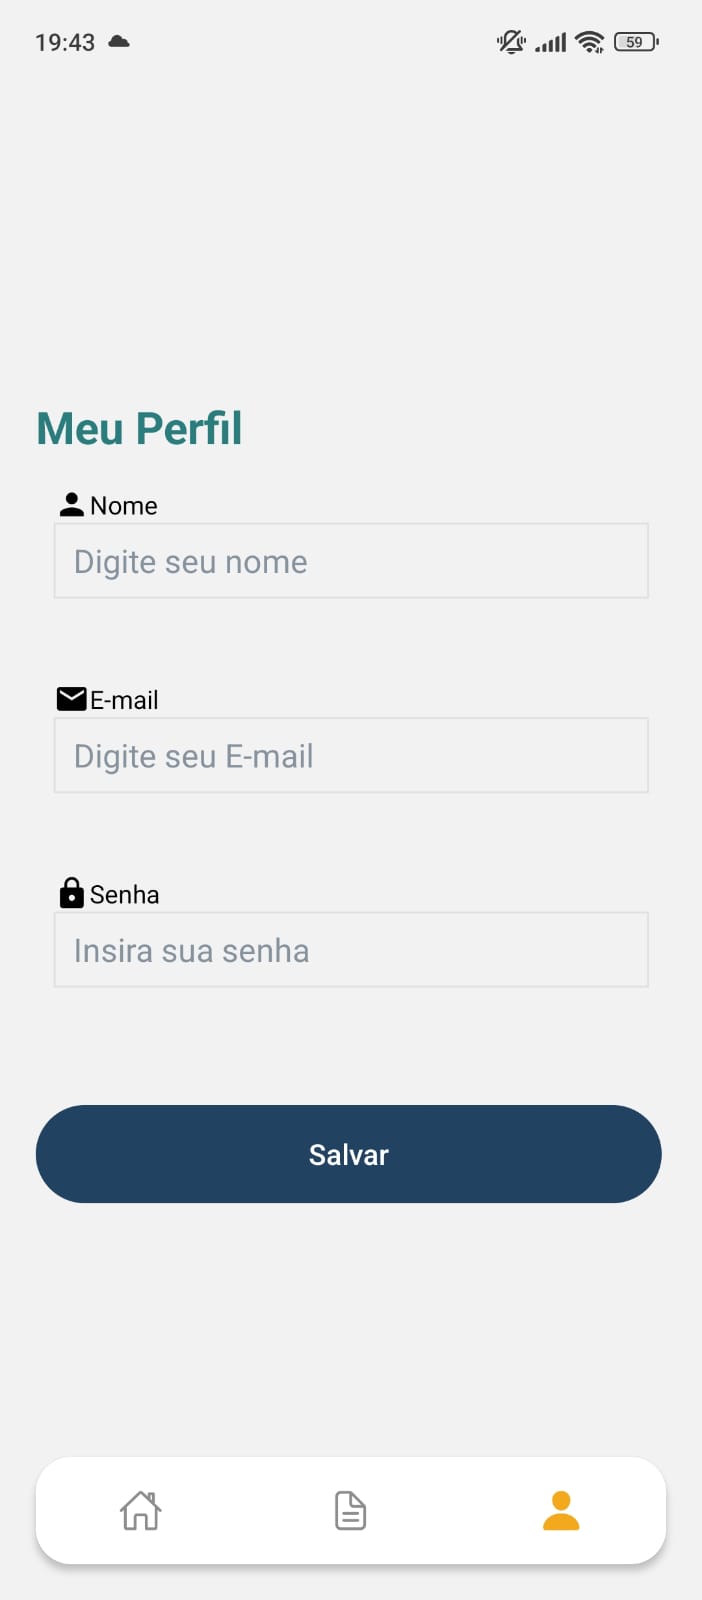 19:43
59
Meu Perfil
Nome
Digite seu nome
E-mail
Digite seu E-mail
Senha
Insira sua senha
Salvar